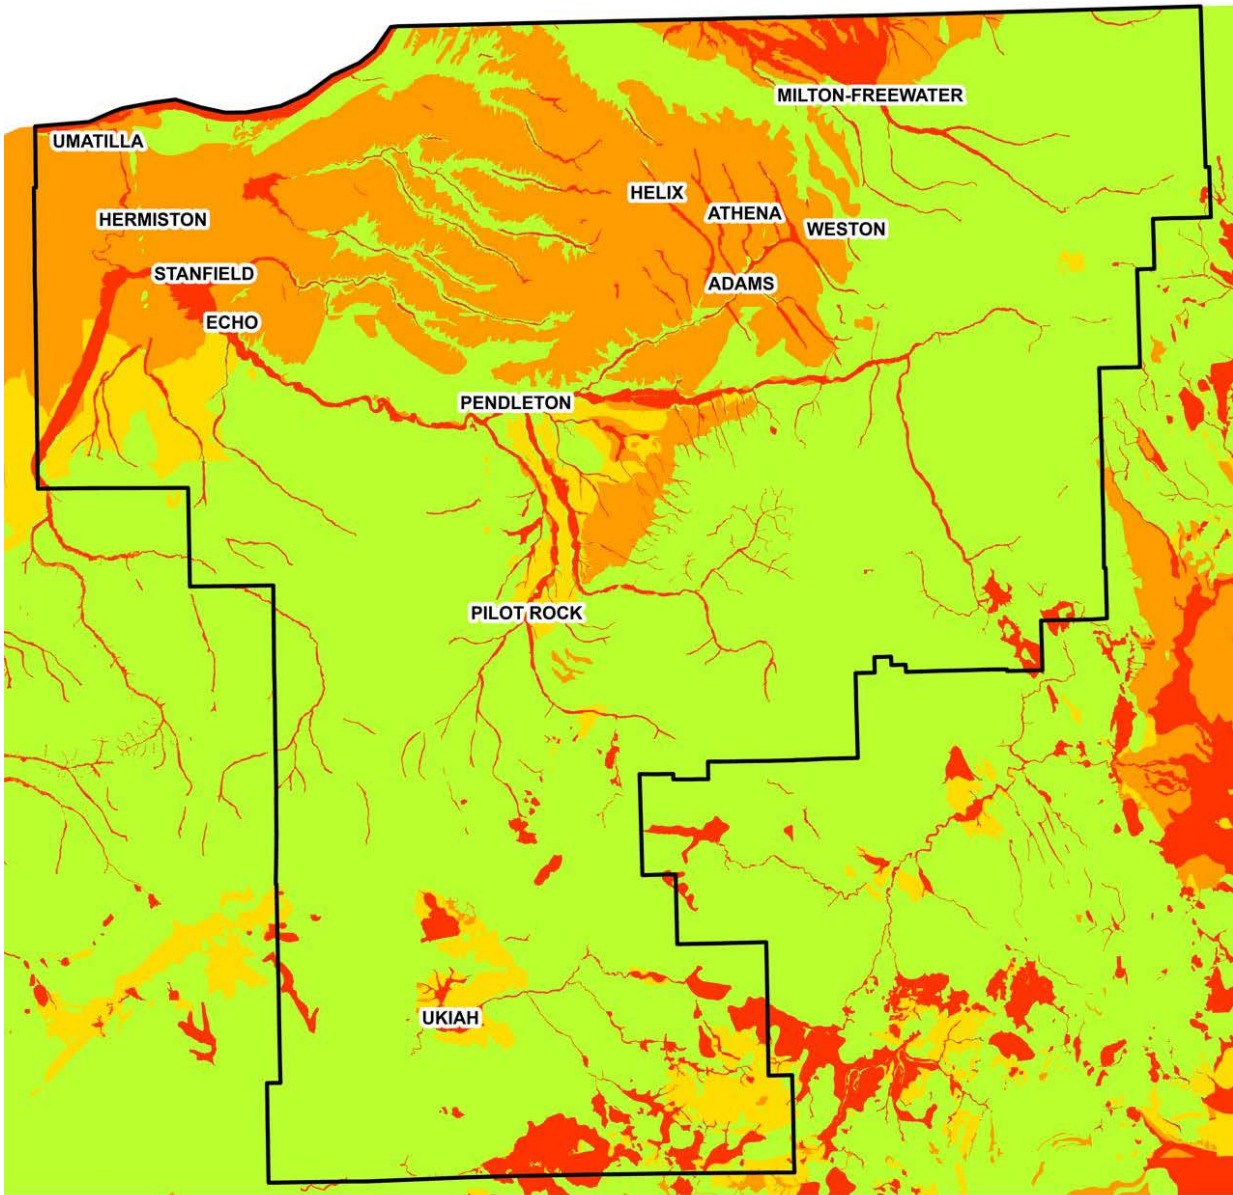 MILTON-FREEWATER
UMATILLA
HELIX
ATHENA
HERMISTON
WESTON
STANFIELD
ADAMS
ECHO
PENDLETON
PILOT ROCK
UKIAH